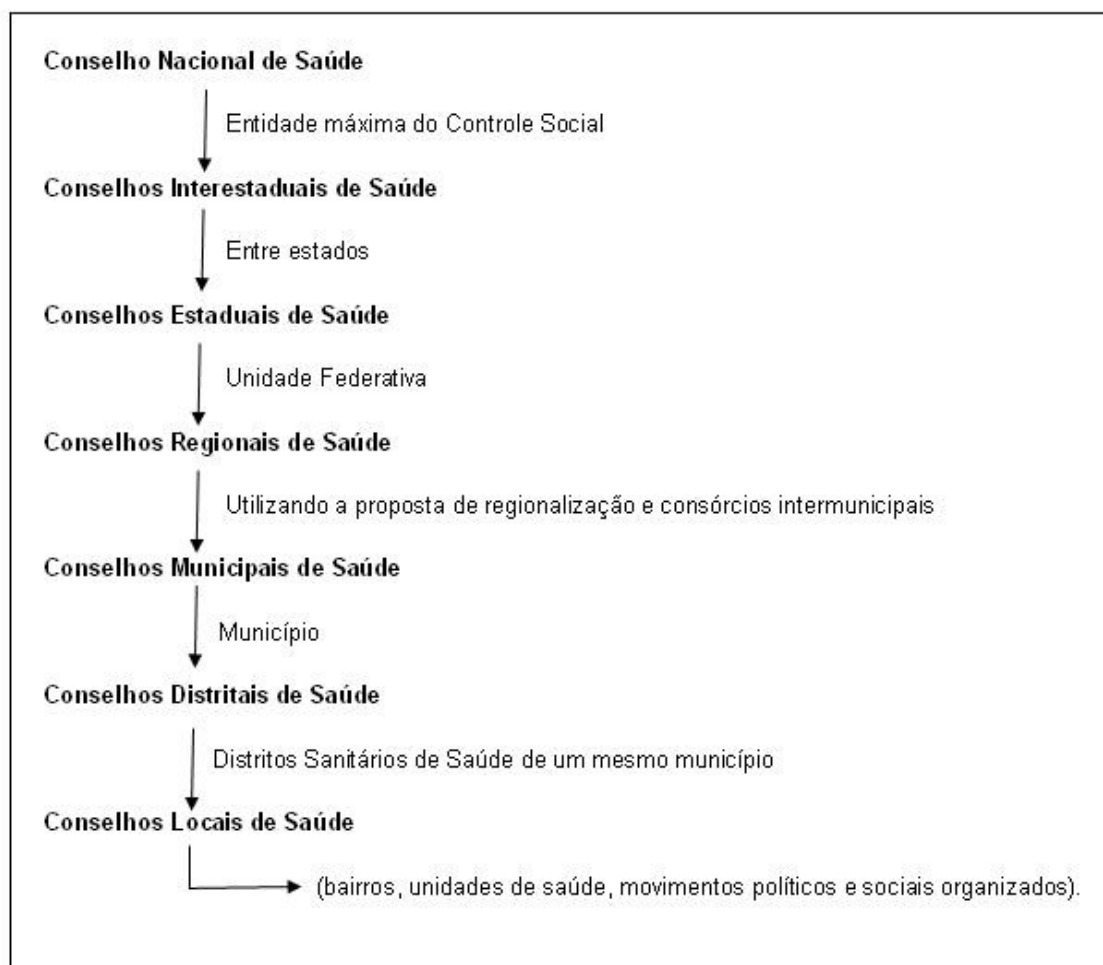 Conselho Nacional de Saúde
Entidade máxima do Controle Social
Conselhos Interestaduais de Saúde
Entre estados
Conselhos Estaduais de Saúde
Unidade Federativa
Conselhos Regionais de Saúde
Utilizando a proposta de regionalização e consórcios intermunicipais
Conselhos Municipais de Saúde
Município
Conselhos Distritais de Saúde
Distritos Sanitários de Saúde de um mesmo município
Conselhos Locais de Saúde
(bairros, unidades de saúde, movimentos políticos e sociais organizados).